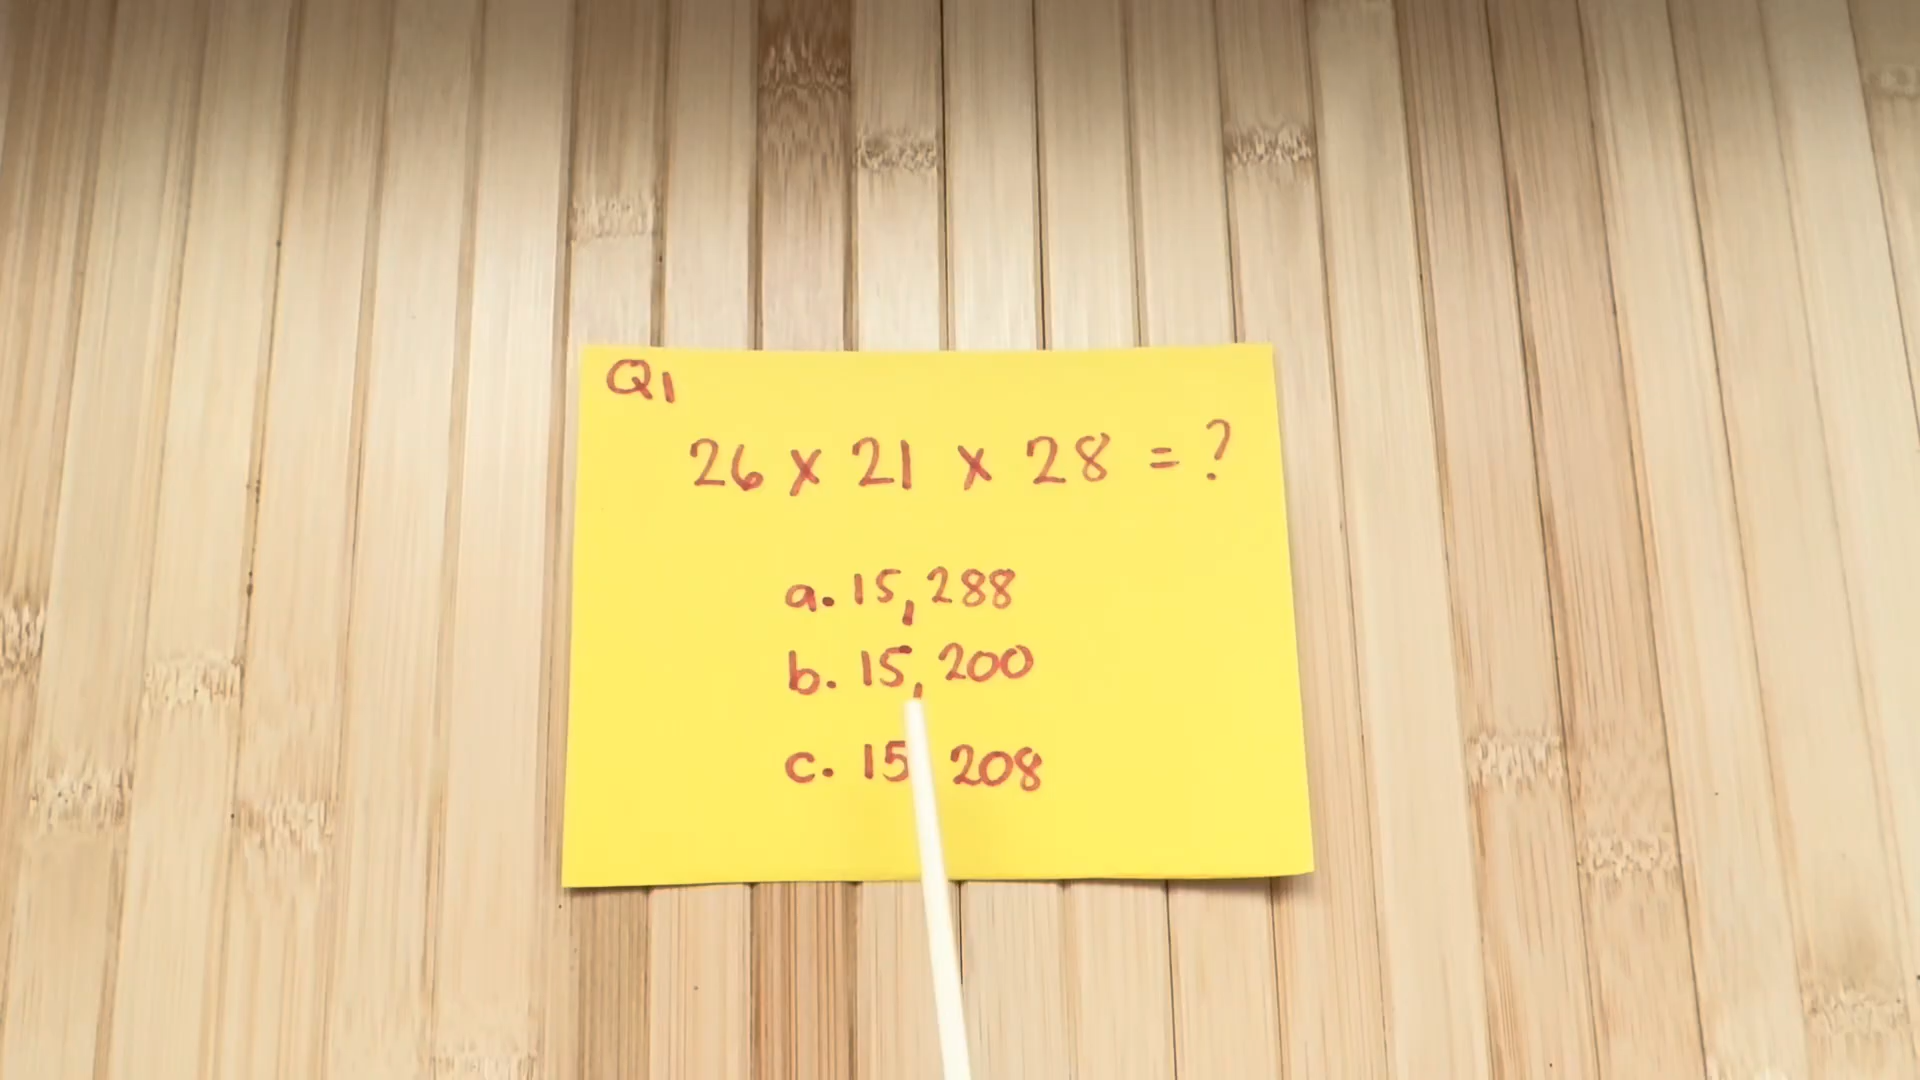 Q1
26 x 21 x 28 = ?
a. 15,288
b. 15,200
c. 15 208